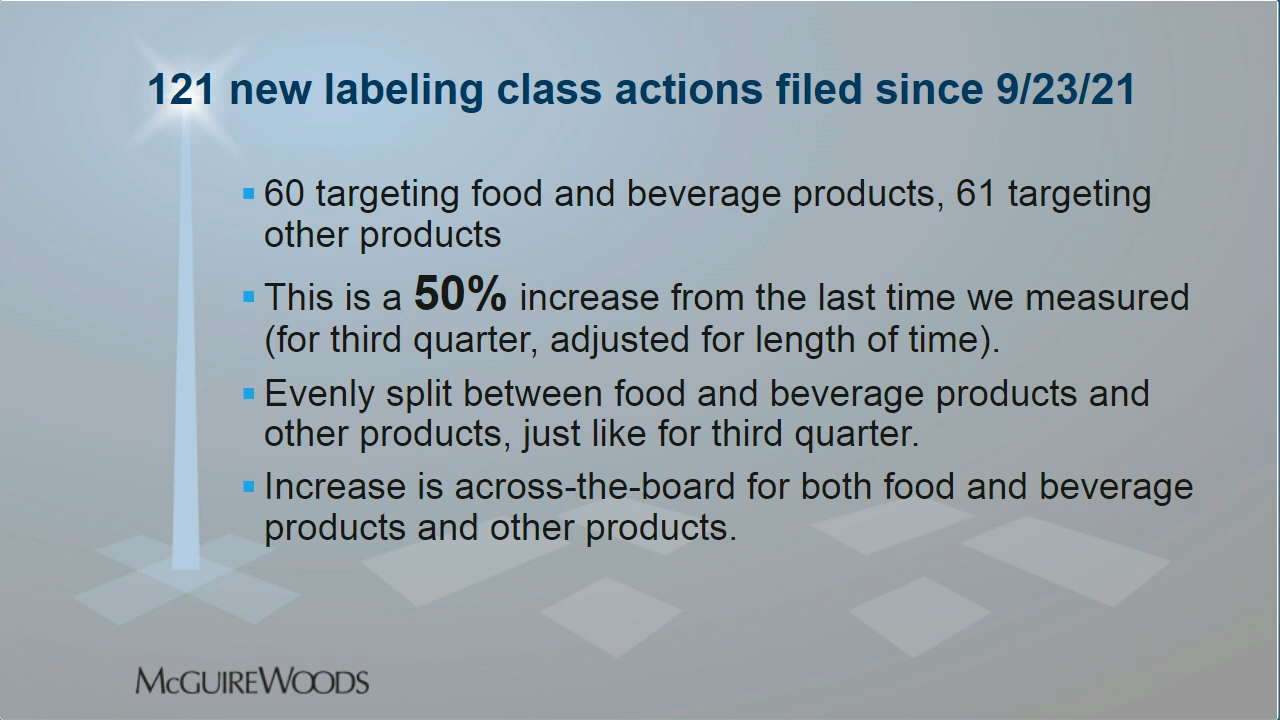 121 new labeling class actions filed since 9/23/21
60 targeting food and beverage products, 61 targeting
other products
This is a 50% increase from the last time we measured
(for third quarter, adjusted for length of time).
Evenly split between food and beverage products and
other products, just like for third quarter.
Increase is across-the-board for both food and beverage
products and other products.
McGuireWoods